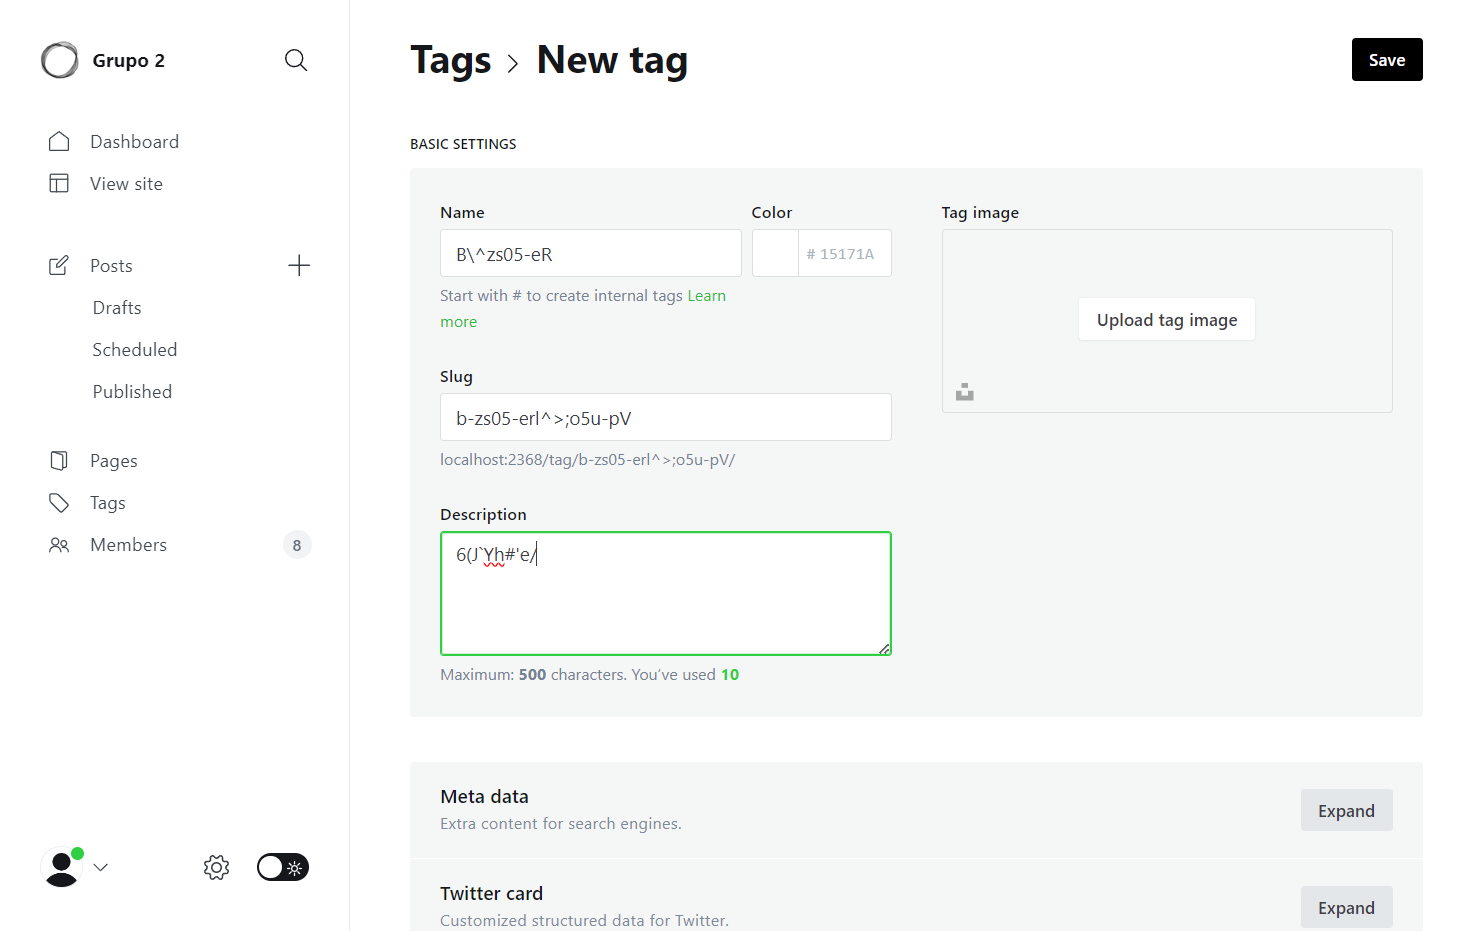 Grupo 2
Dashboard
View site
Posts
Drafts
Scheduled
Published
Pages
Tags
Members 8
Tags > New tag
Save
BASIC SETTINGS
Name
B\^zs05-eR
Start with # to create internal tags Learn
more
Color
# 15171A
Tag image
Upload tag image
Slug
b-zs05-erl^>;o5u-pV
localhost:2368/tag/b-zs05-erl^>;o5u-pV/
Description
6(J`Yh#'e/
Maximum: 500 characters. You've used 10
Meta data
Extra content for search engines.
Expand
Twitter card
Customized structured data for Twitter.
Expand